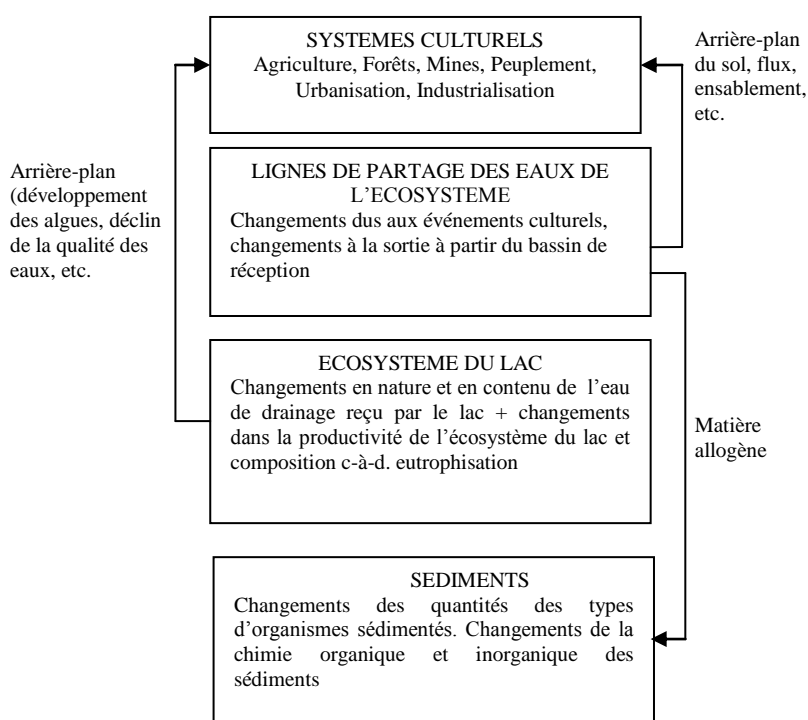 SYSTEMES CULTURELS
Agriculture, Forêts, Mines, Peuplement,
Urbanisation, Industrialisation
Arrière-plan
du sol, flux,
ensablement,
etc.
Arrière-plan
(développement
des algues, déclin
de la qualité des
eaux, etc.
LIGNES DE PARTAGE DES EAUX DE
L’ECOSYSTEME
Changements dus aux événements culturels,
changements à la sortie à partir du bassin de
réception
ECOSYSTEME DU LAC
Changements en nature et en contenu de l’eau
de drainage reçu par le lac + changements
dans la productivité de l’écosystème du lac et
composition c-à-d. eutrophisation
Matière
allogène
SEDIMENTS
Changements des quantités des types
d’organismes sédimentés. Changements de la
chimie organique et inorganique des
sédiments